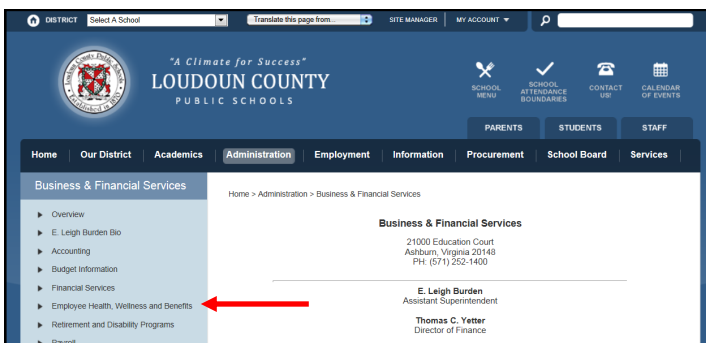 DISTRICT Select A School Translate this page from... SITE MANAGER MY ACCOUNT
"A Climate for Success"
LOUDOUN COUNTY
PUBLIC SCHOOLS
SCHOOL MENU
SCHOOL ATTENDANCE BOUNDARIES
CONTACT US!
CALENDAR OF EVENTS
PARENTS STUDENTS STAFF
Home Our District Academics Administration Employment Information Procurement School Board Services
Business & Financial Services
Overview
E. Leigh Burden Bio
Accounting
Budget Information
Financial Services
Employee Health, Wellness and Benefits
Retirement and Disability Programs
Payroll
Home > Administration > Business & Financial Services
Business & Financial Services
21000 Education Court
Ashburn, Virginia 20148
PH: (571) 252-1400
E. Leigh Burden
Assistant Superintendent
Thomas C. Yetter
Director of Finance